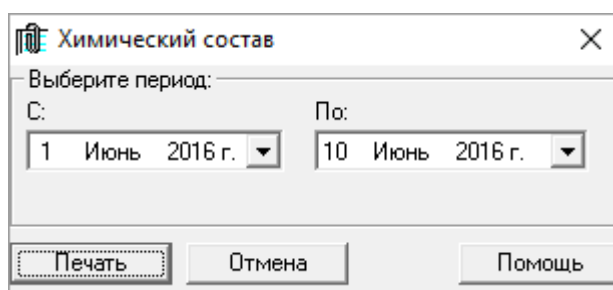 Химический состав
Выберите период:
С: По:
1 Июнь 2016 г. 10 Июнь 2016 г.
Печать Отмена Помощь